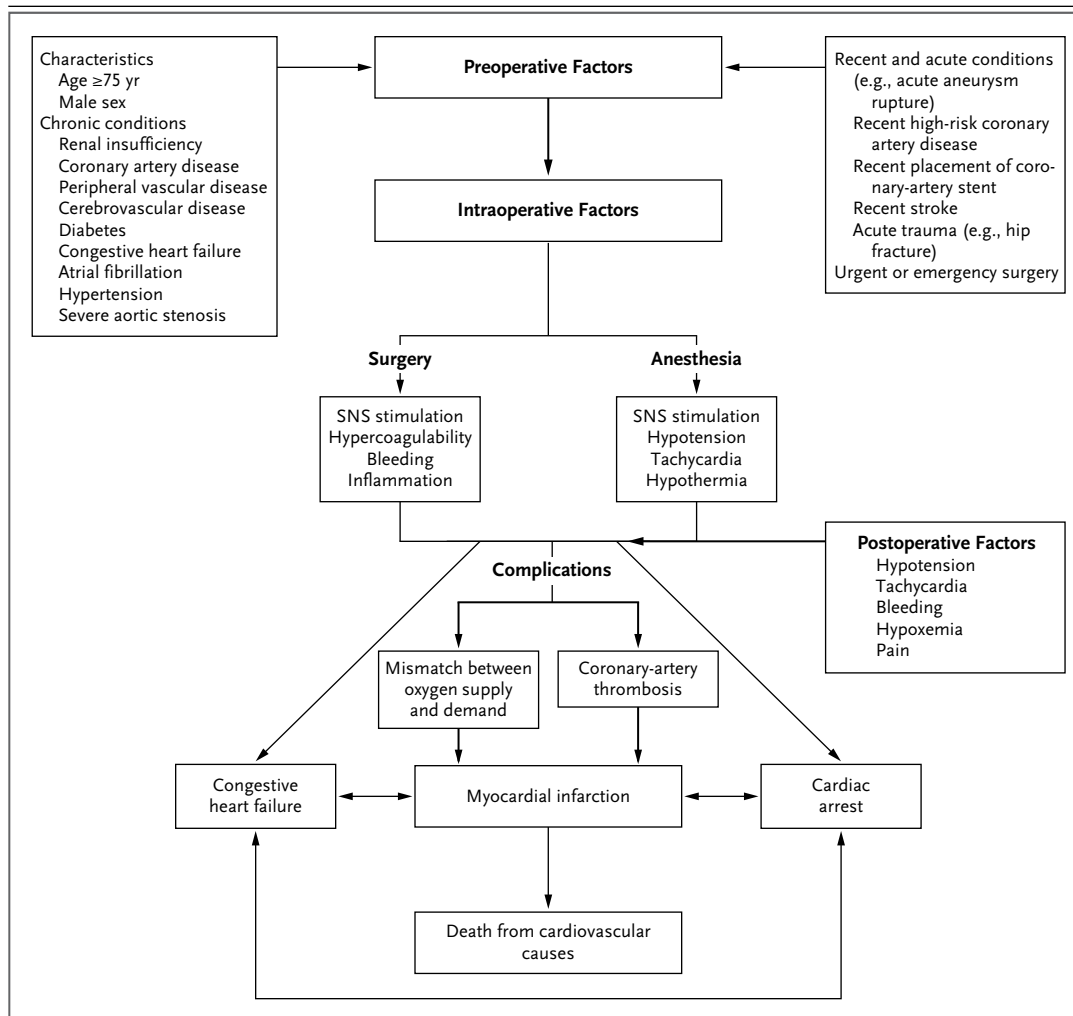 Characteristics
Age ≥75 yr
Male sex
Chronic conditions
Renal insufficiency
Coronary artery disease
Peripheral vascular disease
Cerebrovascular disease
Diabetes
Congestive heart failure
Atrial fibrillation
Hypertension
Severe aortic stenosis
Preoperative Factors
Recent and acute conditions
(e.g., acute aneurysm
rupture)
Recent high-risk coronary
artery disease
Recent placement of coro-
nary-artery stent
Recent stroke
Acute trauma (e.g., hip
fracture)
Urgent or emergency surgery
Intraoperative Factors
Surgery
Anesthesia
SNS stimulation
Hypercoagulability
Bleeding
Inflammation
SNS stimulation
Hypotension
Tachycardia
Hypothermia
Postoperative Factors
Hypotension
Tachycardia
Bleeding
Hypoxemia
Pain
Complications
Mismatch between
oxygen supply
and demand
Coronary-artery
thrombosis
Congestive
heart failure
Myocardial infarction
Cardiac
arrest
Death from cardiovascular
causes